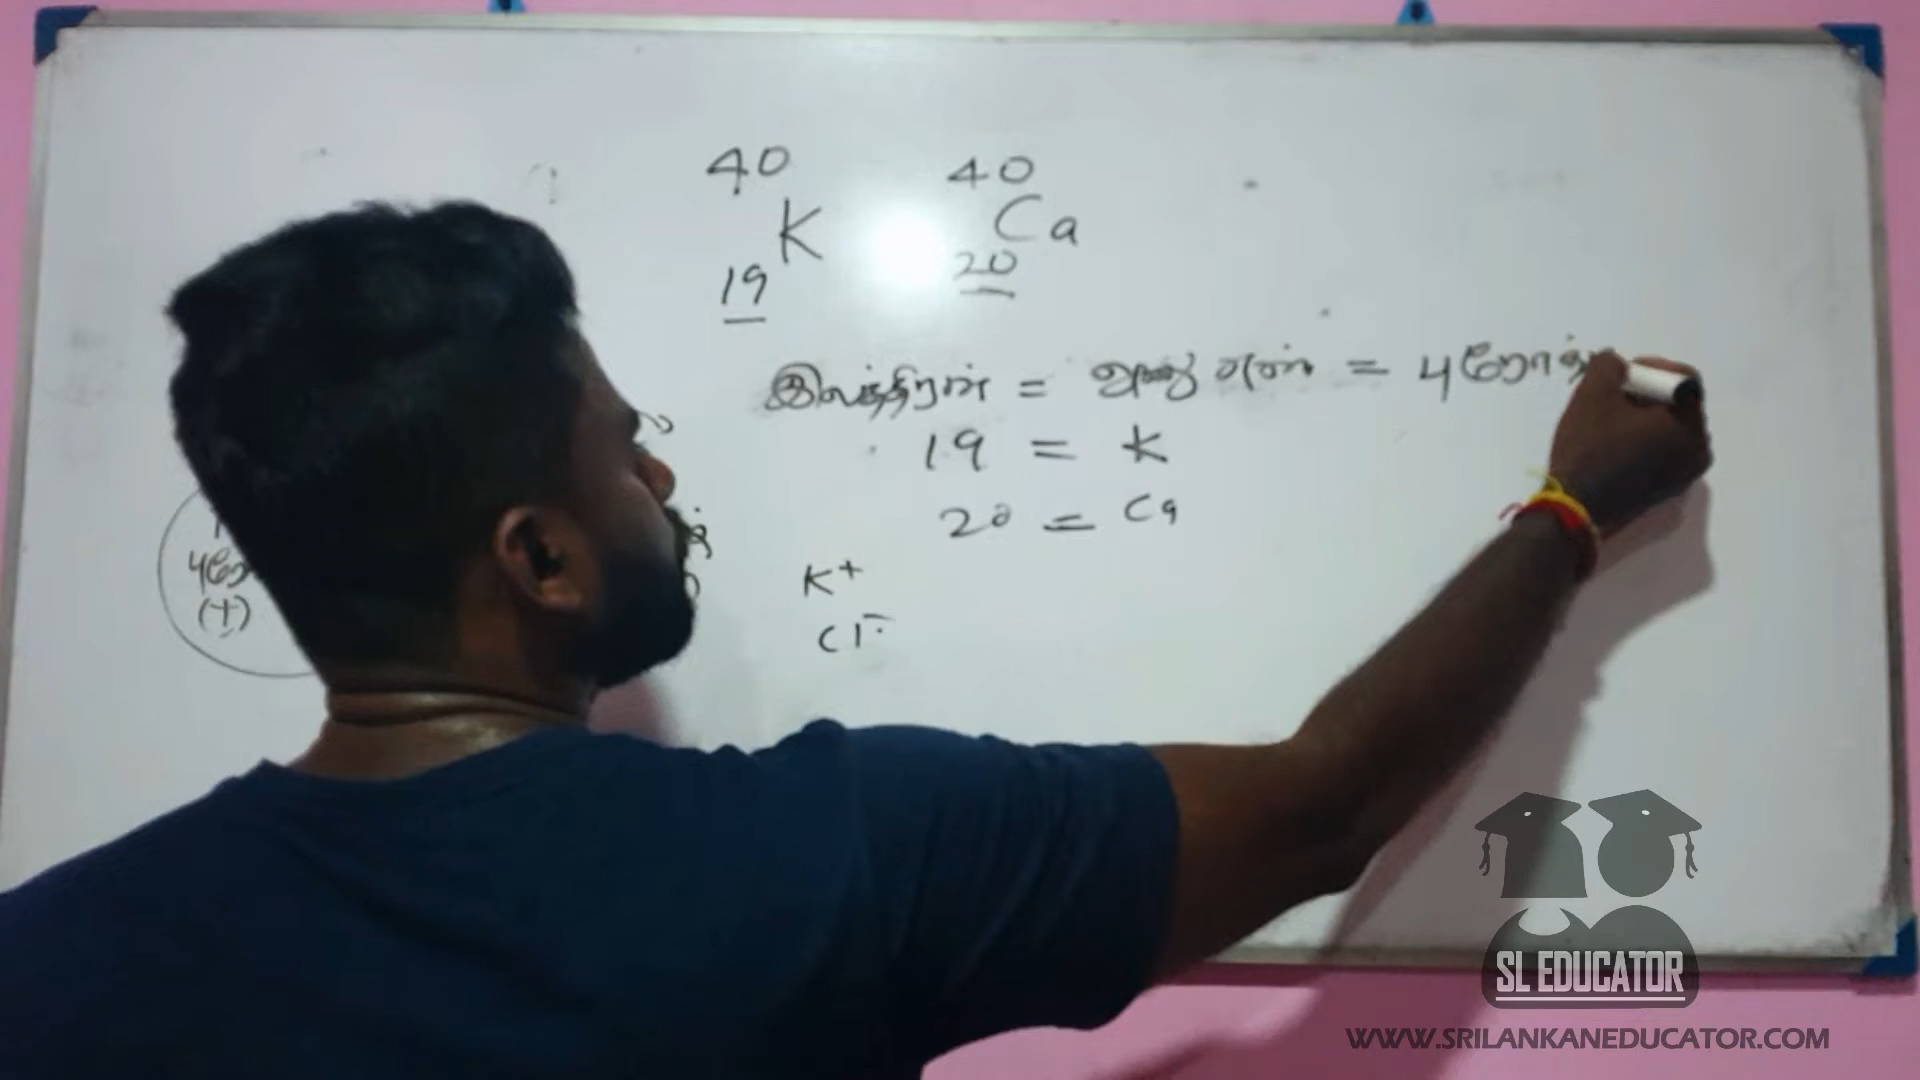 40 40
K Ca
19 20
இலத்திரன் = அணு எண் = புரோத்
19 = K
20 = Ca
K+
Cl-
புரோ
(+)
SL EDUCATOR
WWW.SRILANKANEDUCATOR.COM